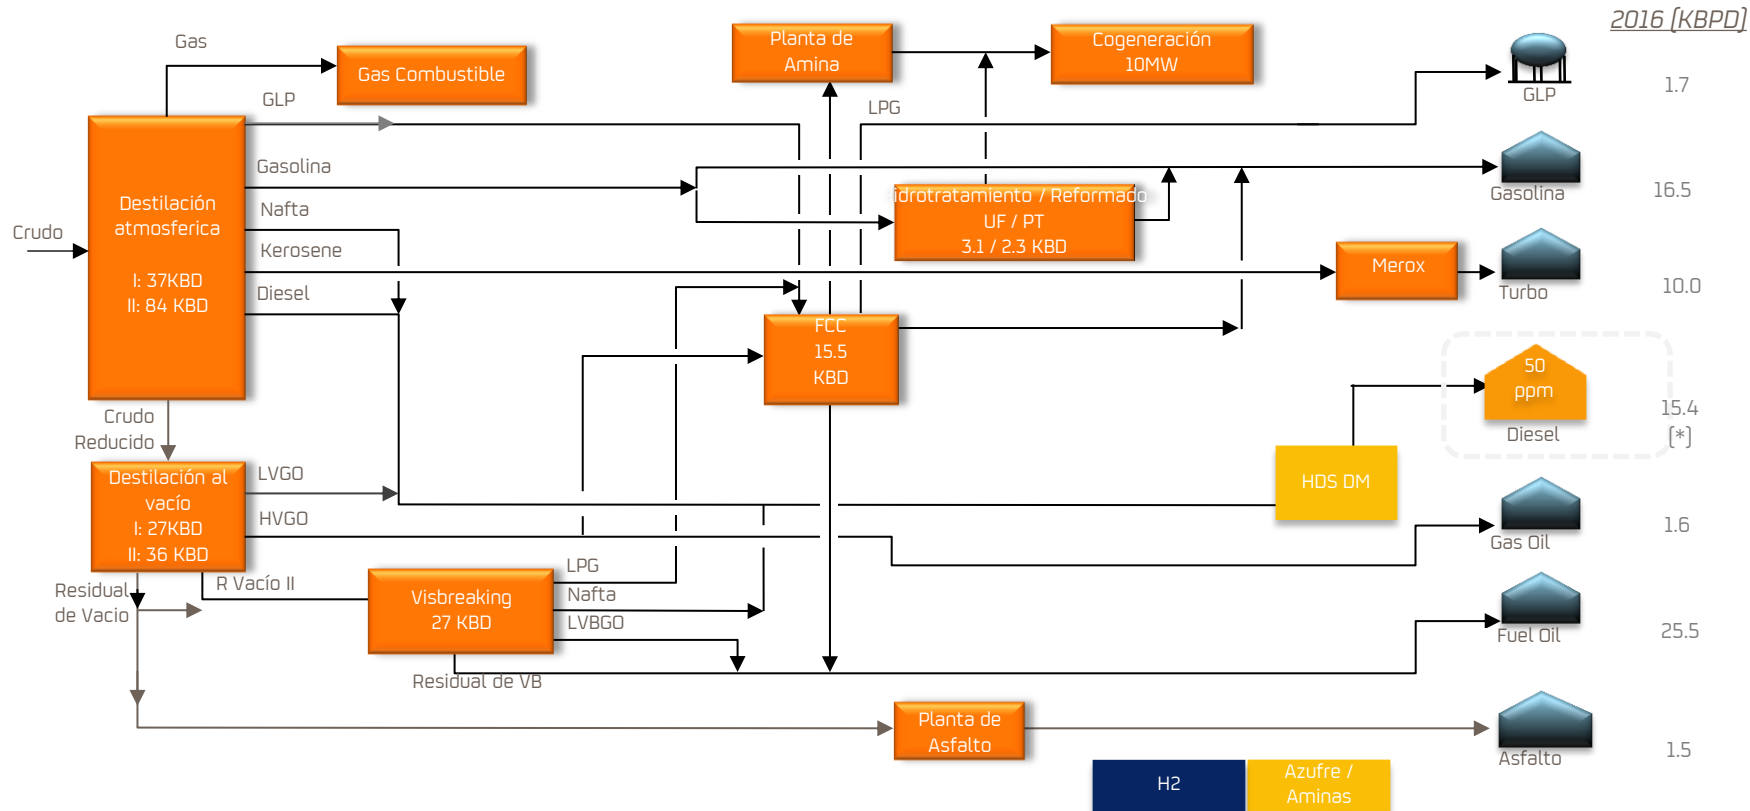 2016 (KBPD)
Gas
Gas Combustible
Planta de
Amina
Cogeneración
10MW
GLP
1.7
GLP
LPG
Gasolina
Gasolina
16.5
Destilación
atmosferica
I: 37KBD
II: 84 KBD
Crudo
Nafta
Kerosene
Diesel
idrotratamiento / Reformado
UF / PT
3.1 / 2.3 KBD
Merox
Turbo
10.0
FCC
15.5
KBD
50
ppm
Diesel
15.4
(*)
Crudo
Reducido
Destilación al
vacío
I: 27KBD
II: 36 KBD
LVGO
HVGO
HDS DM
Gas Oil
1.6
Residual
de Vacio
R Vacío II
Visbreaking
27 KBD
LPG
Nafta
LVBGO
Residual de VB
Fuel Oil
25.5
Planta de
Asfalto
Asfalto
1.5
H2
Azufre /
Aminas